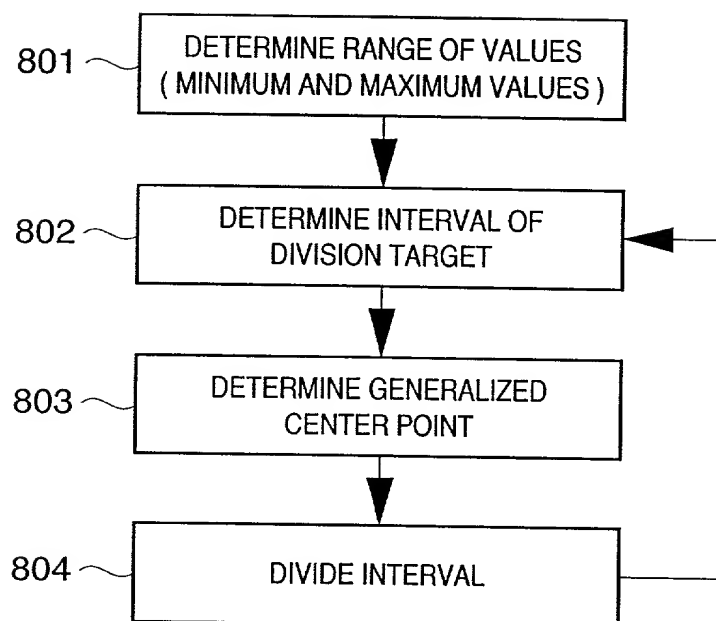 801
DETERMINE RANGE OF VALUES
( MINIMUM AND MAXIMUM VALUES )
802
DETERMINE INTERVAL OF
DIVISION TARGET
803
DETERMINE GENERALIZED
CENTER POINT
804
DIVIDE INTERVAL